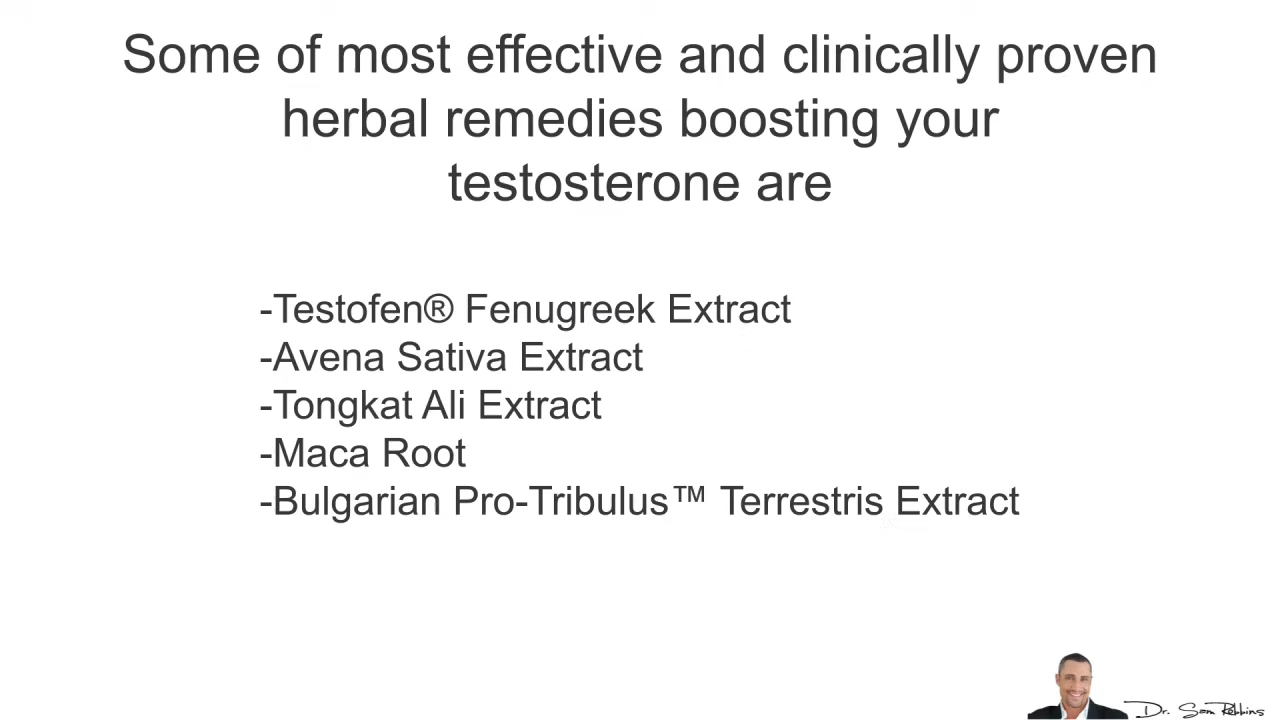 Some of most effective and clinically proven
herbal remedies boosting your
testosterone are
-Testofen® Fenugreek Extract
-Avena Sativa Extract
-Tongkat Ali Extract
-Maca Root
-Bulgarian Pro-Tribulus™ Terrestris Extract
Dr. Sam Robbins